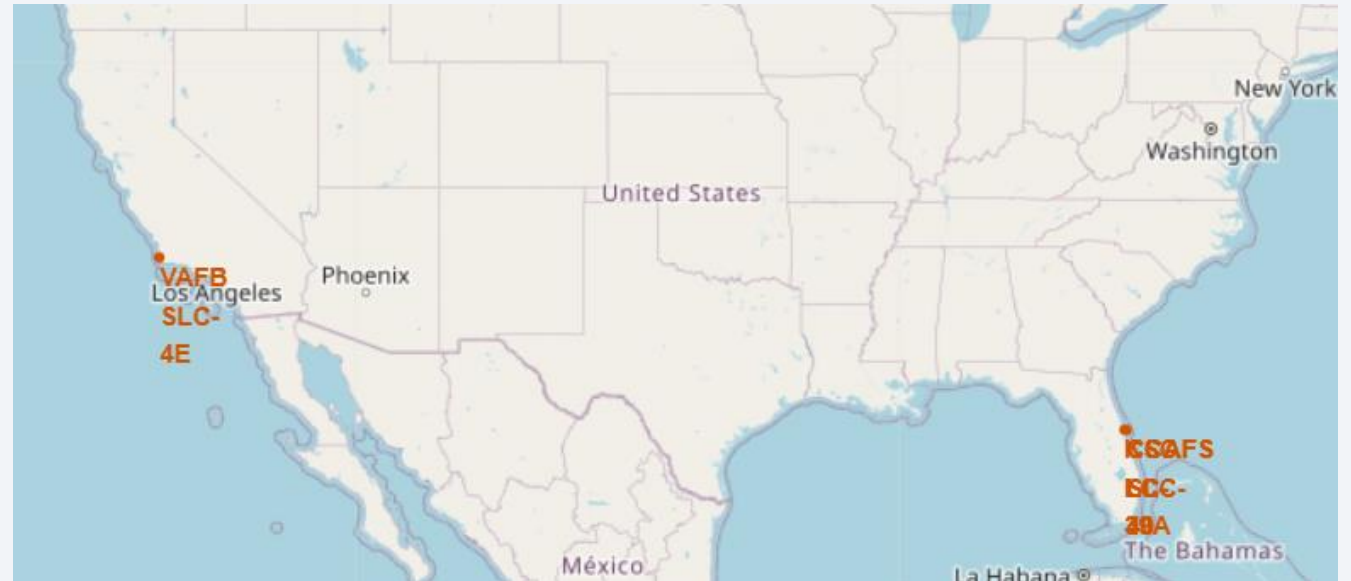 New York
Washington
United States
VAFB
Los Angeles
Phoenix
SLC-
4E
The Bahamas
México
La Habana